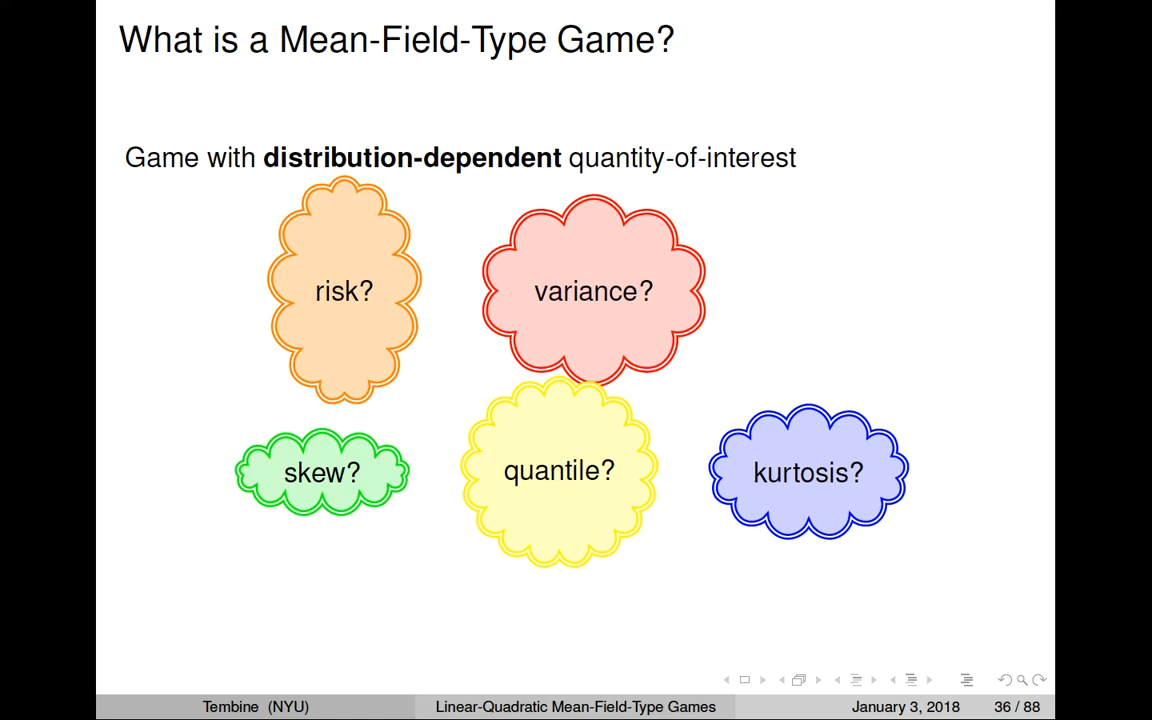 What is a Mean-Field-Type Game?
Game with distribution-dependent quantity-of-interest
risk?
variance?
skew?
quantile?
kurtosis?
Tembine (NYU)
Linear-Quadratic Mean-Field-Type Games
January 3, 2018
36 / 88